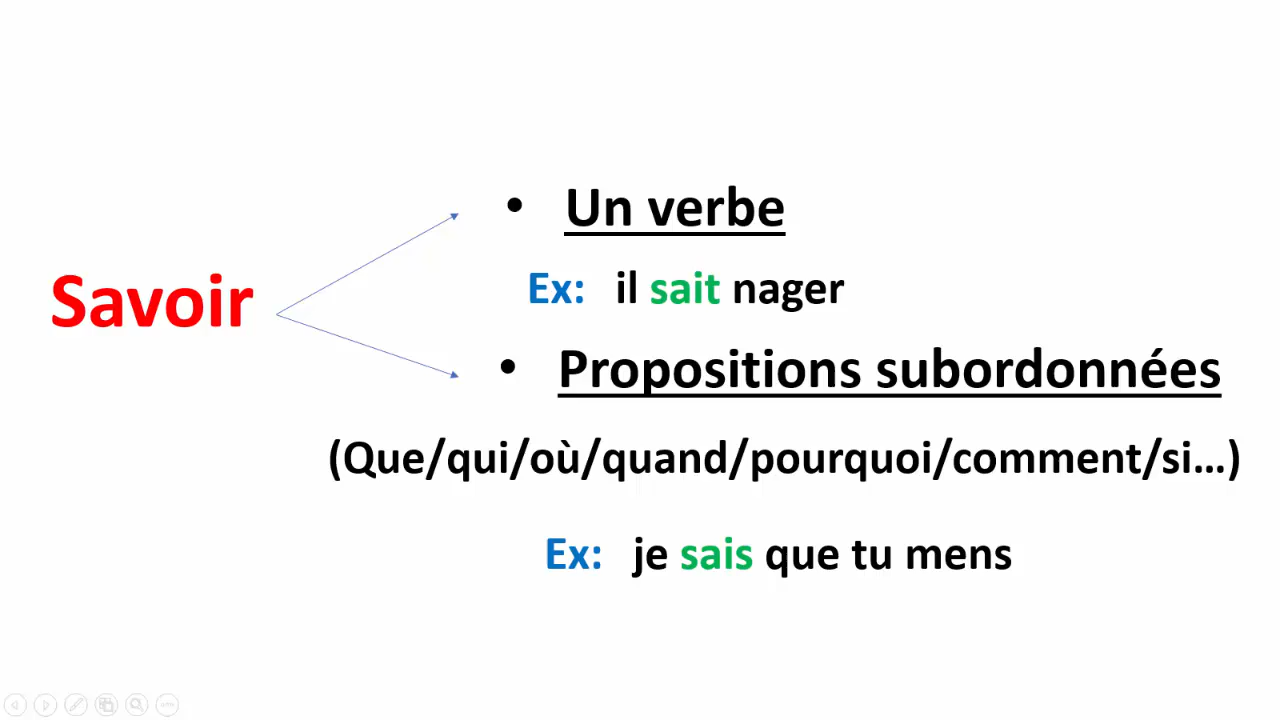 Savoir
• Un verbe
Ex: il sait nager
• Propositions subordonnées
(Que/qui/où/quand/pourquoi/comment/si…)
Ex: je sais que tu mens